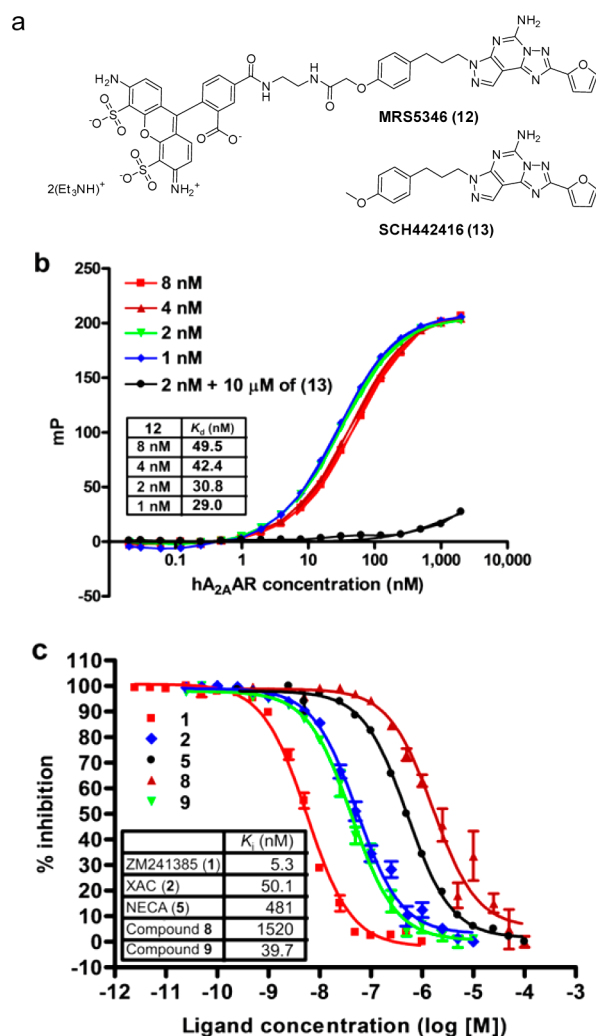 a
NH₂
N N
N N N O
O H N O
NH₂ N O N N
-O S O O H MRS5346 (12)
O O O-
O NH₂
-O S N N
O O NH₂⁺ N N N O
2(Et₃NH)⁺ O N N
SCH442416 (13)
b
250
200
150
100
50
0
-50
mP
8 nM
4 nM
2 nM
1 nM
2 nM + 10 μM of (13)
12 Kd (nM)
8 nM 49.5
4 nM 42.4
2 nM 30.8
1 nM 29.0
0.1 1 10 100 1,000 10,000
hA2AAR concentration (nM)
c
110
100
90
80
70
60
50
40
30
20
10
0
% inhibition
1
2
5
8
9
Ki (nM)
ZM241385 (1) 5.3
XAC (2) 50.1
NECA (5) 481
Compound 8 1520
Compound 9 39.7
-12 -11 -10 -9 -8 -7 -6 -5 -4 -3
Ligand concentration (log [M])